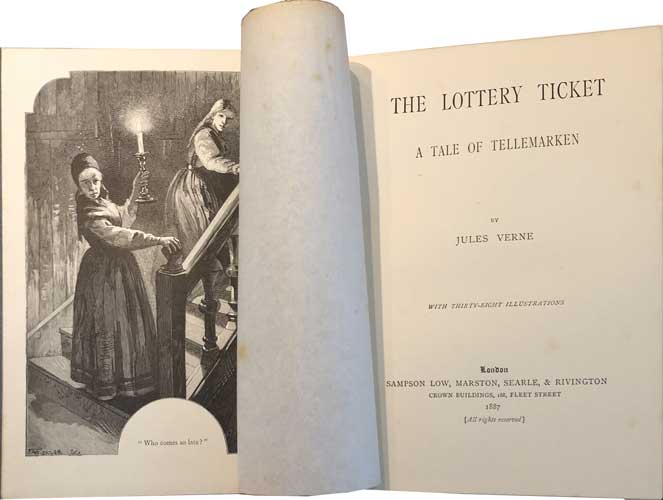 "Who comes so late?"
THE LOTTERY TICKET
A TALE OF TELLEMARKEN
BY
JULES VERNE
WITH THIRTY-EIGHT ILLUSTRATIONS
London
SAMPSON LOW, MARSTON, SEARLE, & RIVINGTON
CROWN BUILDINGS, 188, FLEET STREET
1887
[All rights reserved]